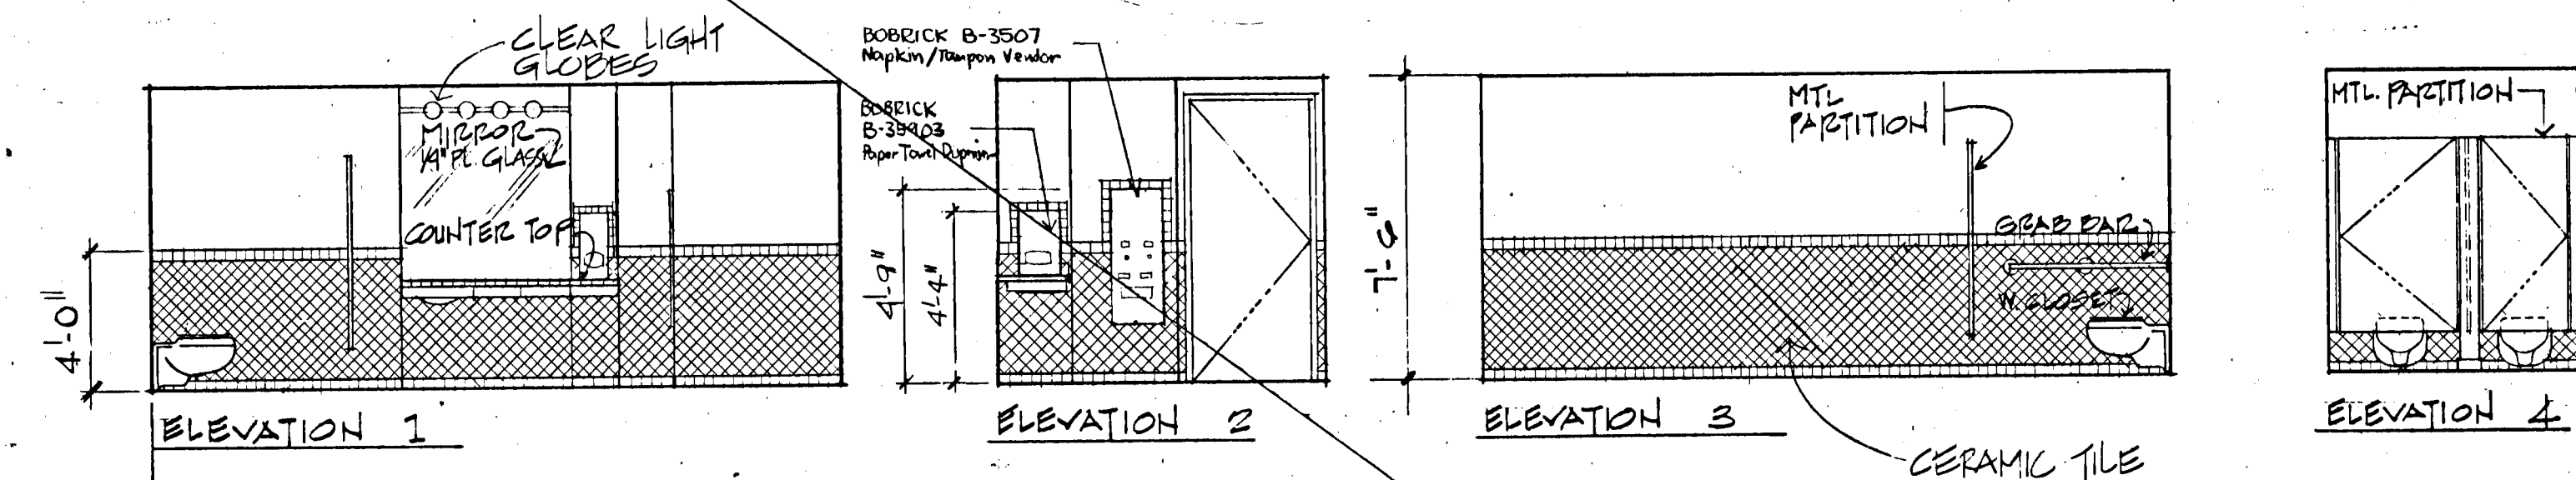 CLEAR LIGHT
GLOBES
MIRROR
1/4" PL. GLASS
COUNTER TOP
4'-0"
ELEVATION 1
BOBRICK B-3507
Napkin/Tampon Vendor
BOBRICK
Paper Towel
4'-9"
4'-4"
ELEVATION 2
7'-6"
MTL
PARTITION
GRAB BAR
W. CLOSET
ELEVATION 3
CERAMIC TILE
MTL. PARTITION
ELEVATION 4